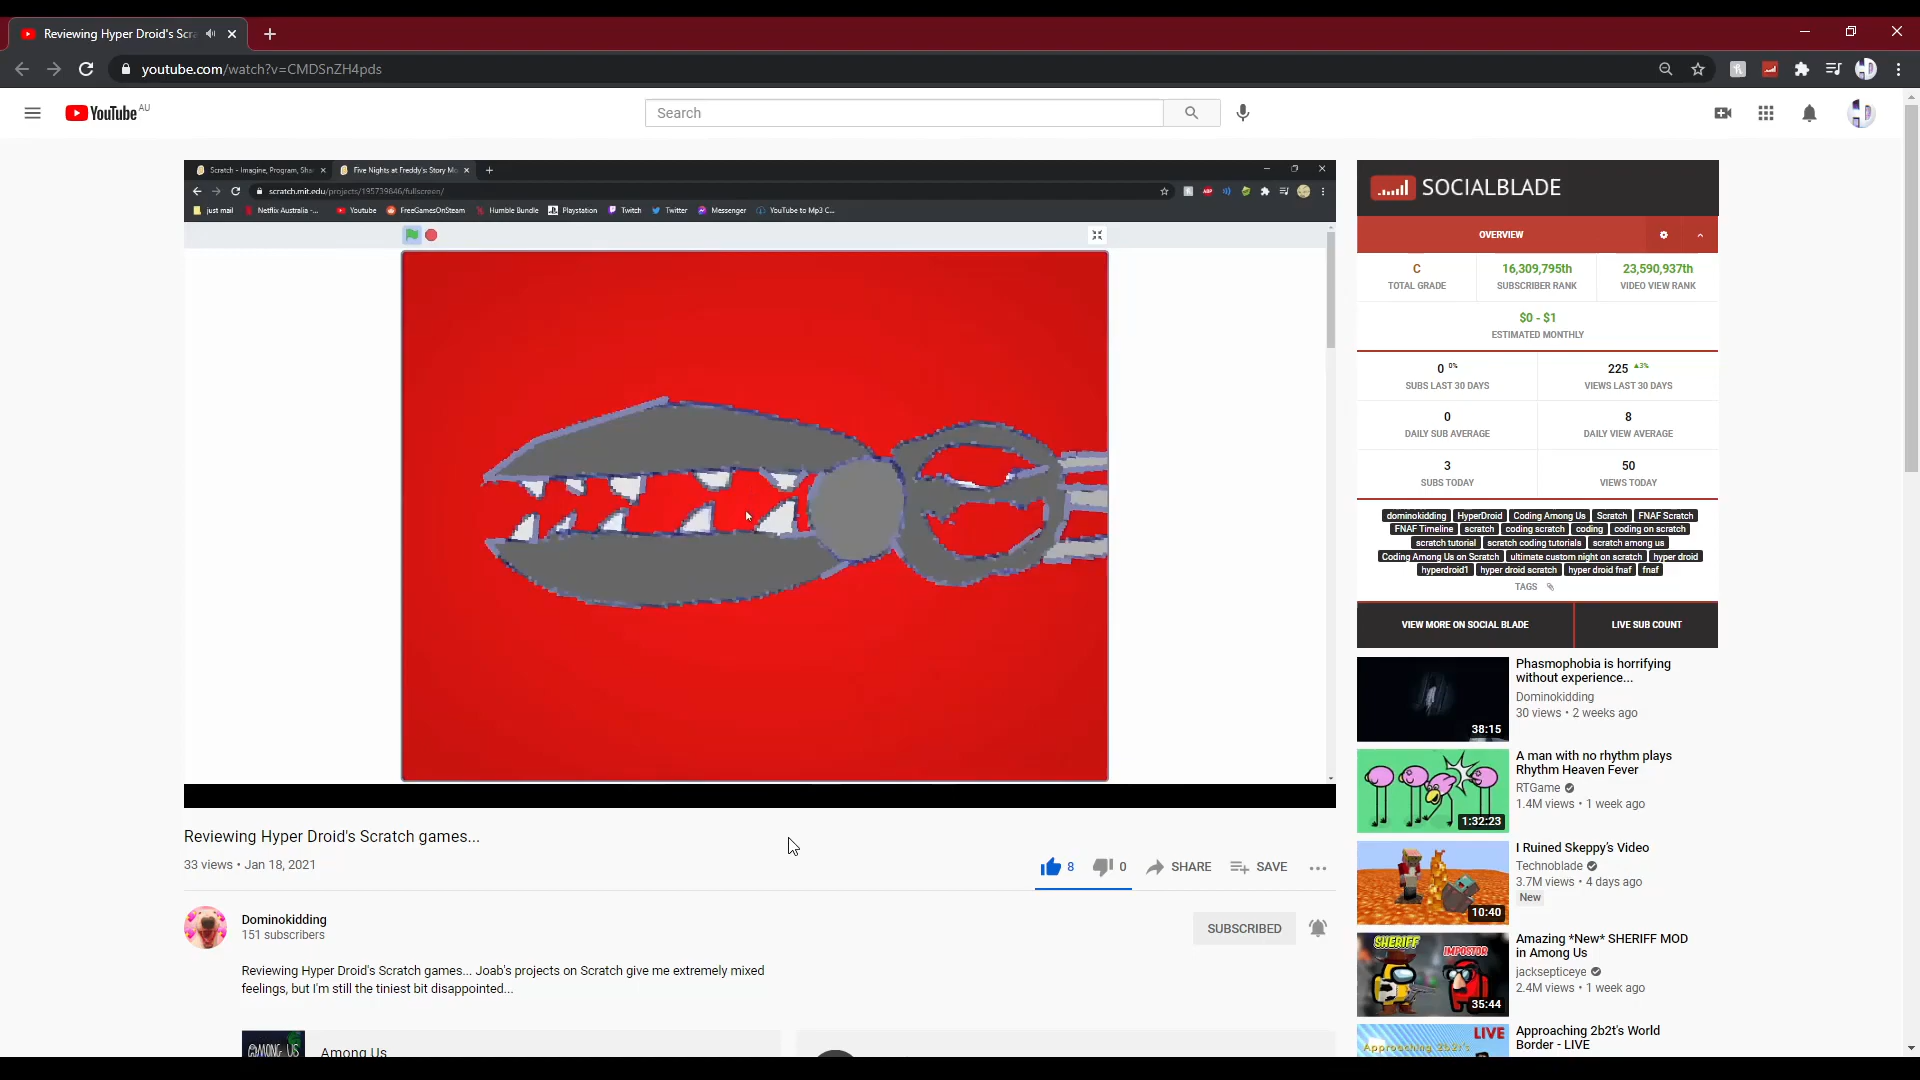 Reviewing Hyper Droid's Scra
youtube.com/watch?v=CMDSnZH4pds
YouTube AU
Search
Scratch - Imagine, Program, Sha
Five Nights at Freddy's: Story Mo
scratch.mit.edu/projects/195739846/fullscreen/
just mail
Netflix Australia -...
Youtube
FreeGamesOnSteam
Humble Bundle
Playstation
Twitch
Twitter
Messenger
YouTube to Mp3 C...
Reviewing Hyper Droid's Scratch games...
33 views • Jan 18, 2021
8
0
SHARE
SAVE
Dominokidding
151 subscribers
SUBSCRIBED
Reviewing Hyper Droid's Scratch games... Joab's projects on Scratch give me extremely mixed
feelings, but I'm still the tiniest bit disappointed...
AMONG US
Among Us
SOCIALBLADE
OVERVIEW
C
TOTAL GRADE
16,309,795th
SUBSCRIBER RANK
23,590,937th
VIDEO VIEW RANK
$0 - $1
ESTIMATED MONTHLY
0 0%
SUBS LAST 30 DAYS
225 ▲3%
VIEWS LAST 30 DAYS
0
DAILY SUB AVERAGE
8
DAILY VIEW AVERAGE
3
SUBS TODAY
50
VIEWS TODAY
dominokidding HyperDroid Coding Among Us Scratch FNAF Scratch
FNAF Timeline scratch coding scratch coding coding on scratch
scratch tutorial scratch coding tutorials scratch among us
Coding Among Us on Scratch ultimate custom night on scratch hyper droid
hyperdroid1 hyper droid scratch hyper droid fnaf fnaf
TAGS
VIEW MORE ON SOCIAL BLADE
LIVE SUB COUNT
38:15
Phasmophobia is horrifying
without experience...
Dominokidding
30 views • 2 weeks ago
1:32:23
A man with no rhythm plays
Rhythm Heaven Fever
RTGame
1.4M views • 1 week ago
10:40
I Ruined Skeppy's Video
Technoblade
3.7M views • 4 days ago
New
SHERIFF
IMPOSTOR
35:44
Amazing *New* SHERIFF MOD
in Among Us
jacksepticeye
2.4M views • 1 week ago
LIVE
Approaching 2b2t's
Approaching 2b2t's World
Border - LIVE